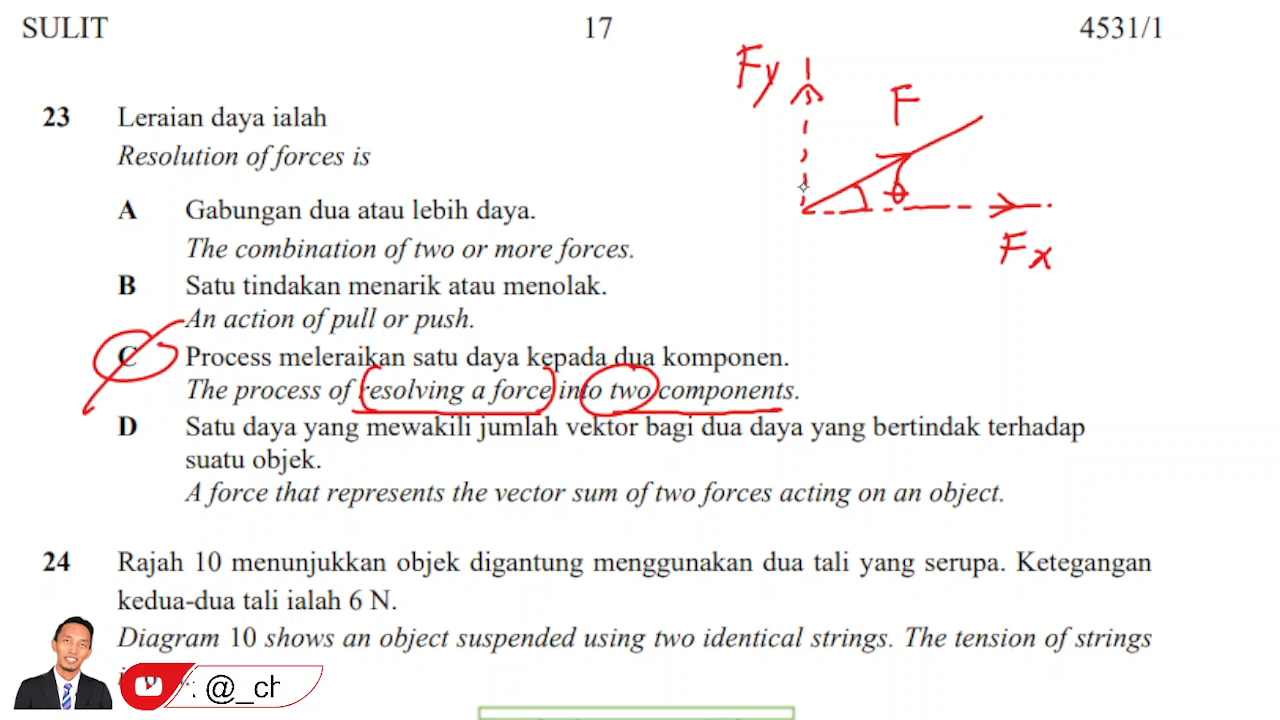 SULIT 17 4531/1
Fy
F
θ
Fx
23 Leraian daya ialah
Resolution of forces is
A Gabungan dua atau lebih daya.
The combination of two or more forces.
B Satu tindakan menarik atau menolak.
An action of pull or push.
C Process meleraikan satu daya kepada dua komponen.
The process of resolving a force into two components.
D Satu daya yang mewakili jumlah vektor bagi dua daya yang bertindak terhadap
suatu objek.
A force that represents the vector sum of two forces acting on an object.
24 Rajah 10 menunjukkan objek digantung menggunakan dua tali yang serupa. Ketegangan
kedua-dua tali ialah 6 N.
Diagram 10 shows an object suspended using two identical strings. The tension of strings
@_ch